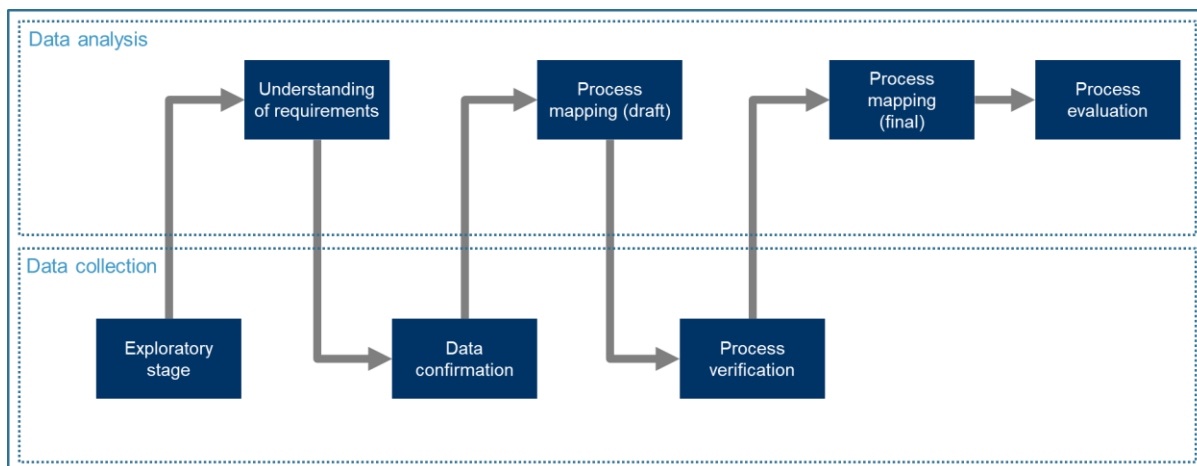 Data analysis
Understanding
of requirements
Process
mapping (draft)
Process
mapping
(final)
Process
evaluation
Data collection
Exploratory
stage
Data
confirmation
Process
verification